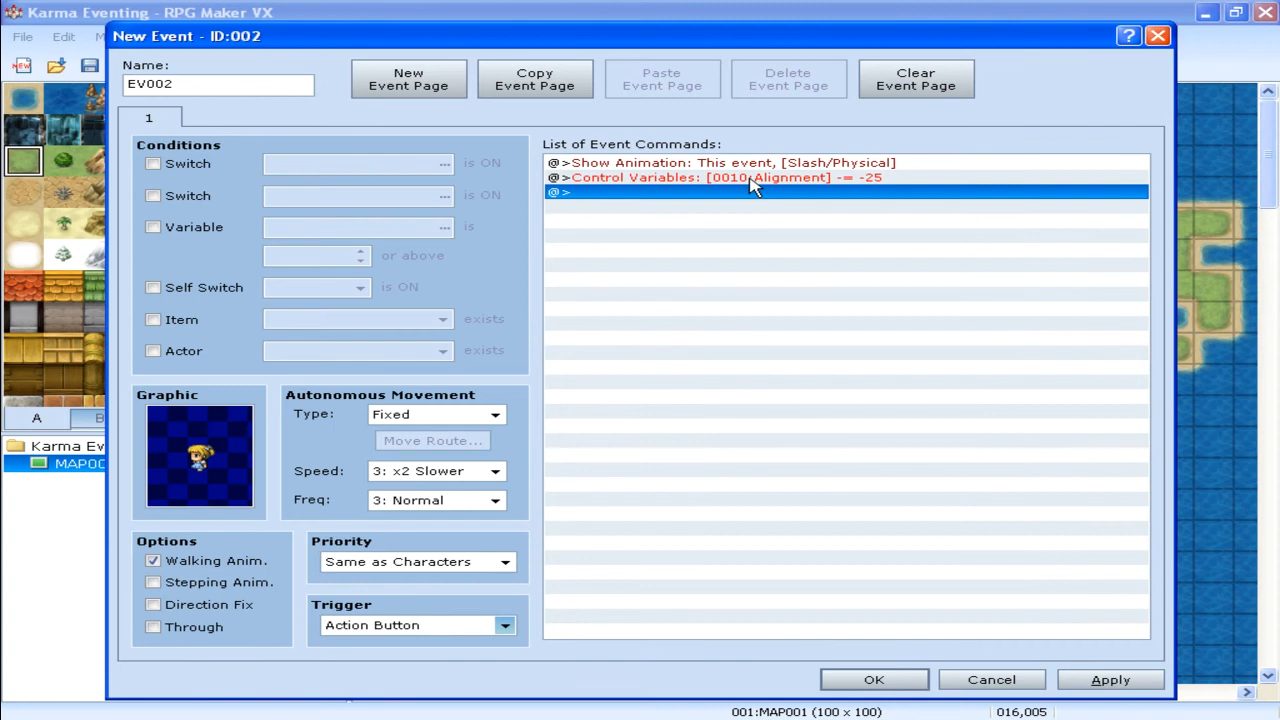 Karma Eventing - RPG Maker VX
File Edit M
New Event - ID:002
?
Name:
EV002
New Event Page
Copy Event Page
Paste Event Page
Delete Event Page
Clear Event Page
NEW
1
Conditions
Switch ... is ON
Switch ... is ON
Variable ... is
or above
Self Switch is ON
Item exists
Actor exists
List of Event Commands:
@>Show Animation: This event, [Slash/Physical]
@>Control Variables: [0010:Alignment] -= -25
@>
Graphic
Autonomous Movement
Type: Fixed
Move Route...
Speed: 3: x2 Slower
Freq: 3: Normal
A B
Karma Ev
MAP00
Options
Walking Anim.
Stepping Anim.
Direction Fix
Through
Priority
Same as Characters
Trigger
Action Button
OK Cancel Apply
001:MAP001 (100 x 100) 016,005